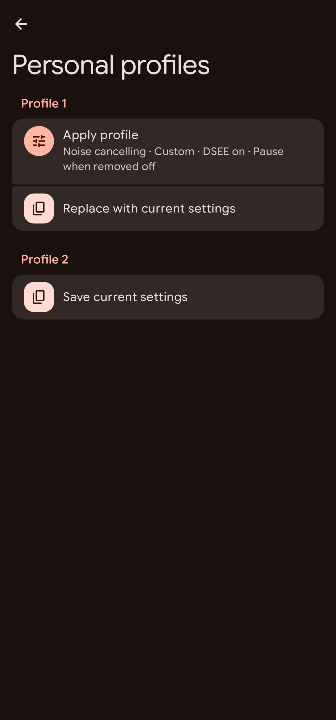 Personal profiles
Profile 1
Apply profile
Noise cancelling · Custom · DSEE on · Pause
when removed off
Replace with current settings
Profile 2
Save current settings